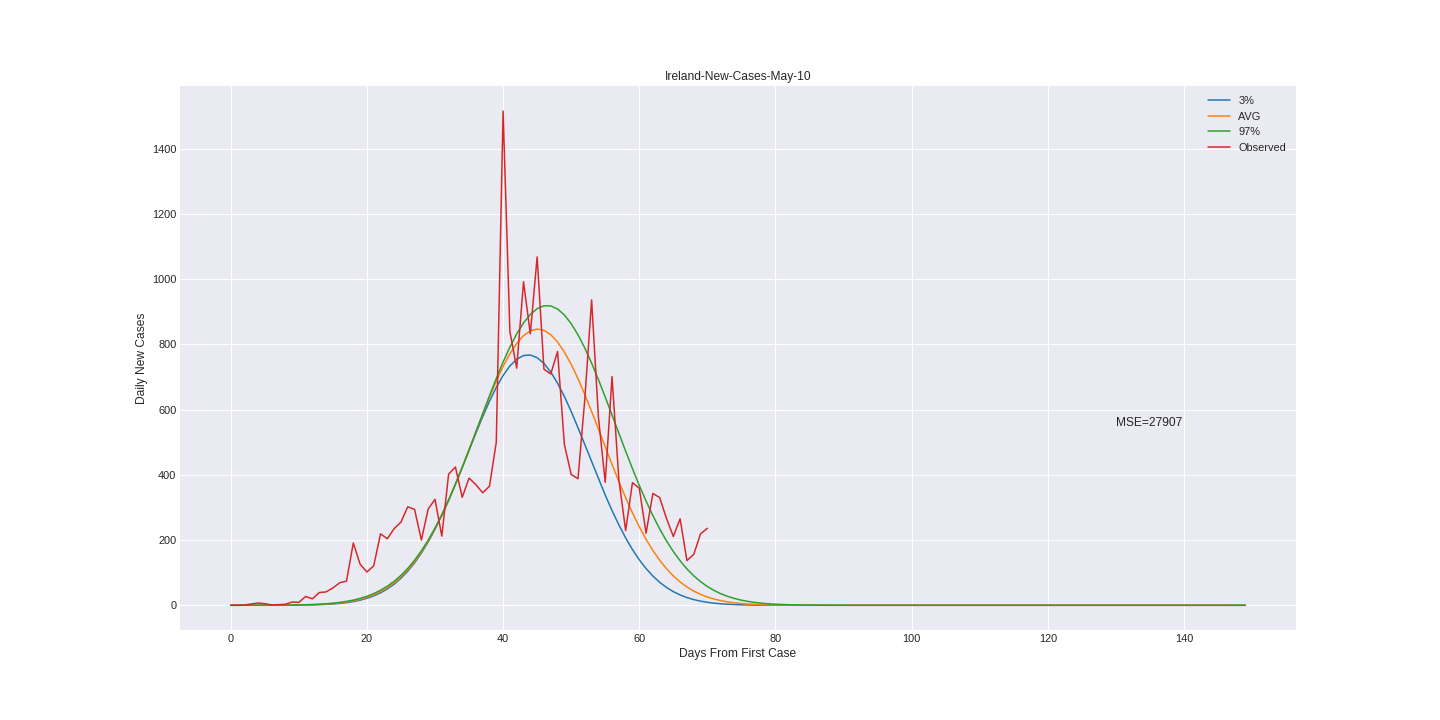 Ireland-New-Cases-May-10
3%
AVG
97%
Observed
1400
1200
1000
800
600
400
200
0
Daily New Cases
MSE=27907
0 20 40 60 80 100 120 140
Days From First Case